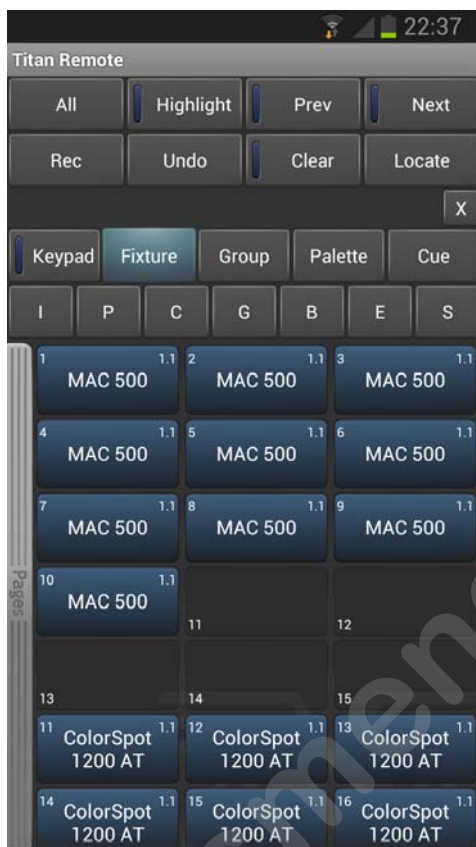 22:37
Titan Remote
All Highlight Prev Next
Rec Undo Clear Locate
X
Keypad Fixture Group Palette Cue
I P C G B E S
1 1.1 2 1.1 3 1.1
MAC 500 MAC 500 MAC 500
4 1.1 5 1.1 6 1.1
MAC 500 MAC 500 MAC 500
7 1.1 8 1.1 9 1.1
MAC 500 MAC 500 MAC 500
Pages
10 1.1
MAC 500
11 12
13 14 15
11 1.1 12 1.1 13 1.1
ColorSpot ColorSpot ColorSpot
1200 AT 1200 AT 1200 AT
14 1.1 15 1.1 16 1.1
ColorSpot ColorSpot ColorSpot
1200 AT 1200 AT 1200 AT